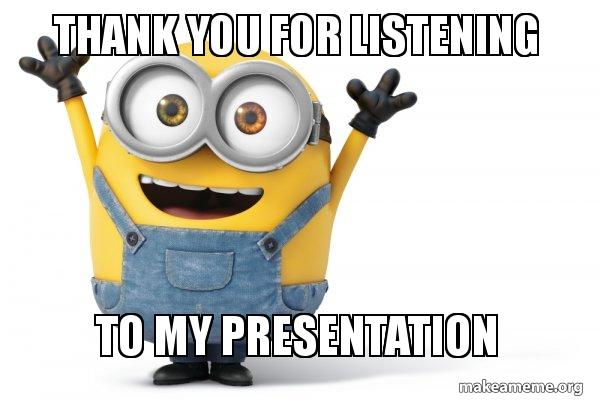 THANK YOU FOR LISTENING
TO MY PRESENTATION
makeameme.org